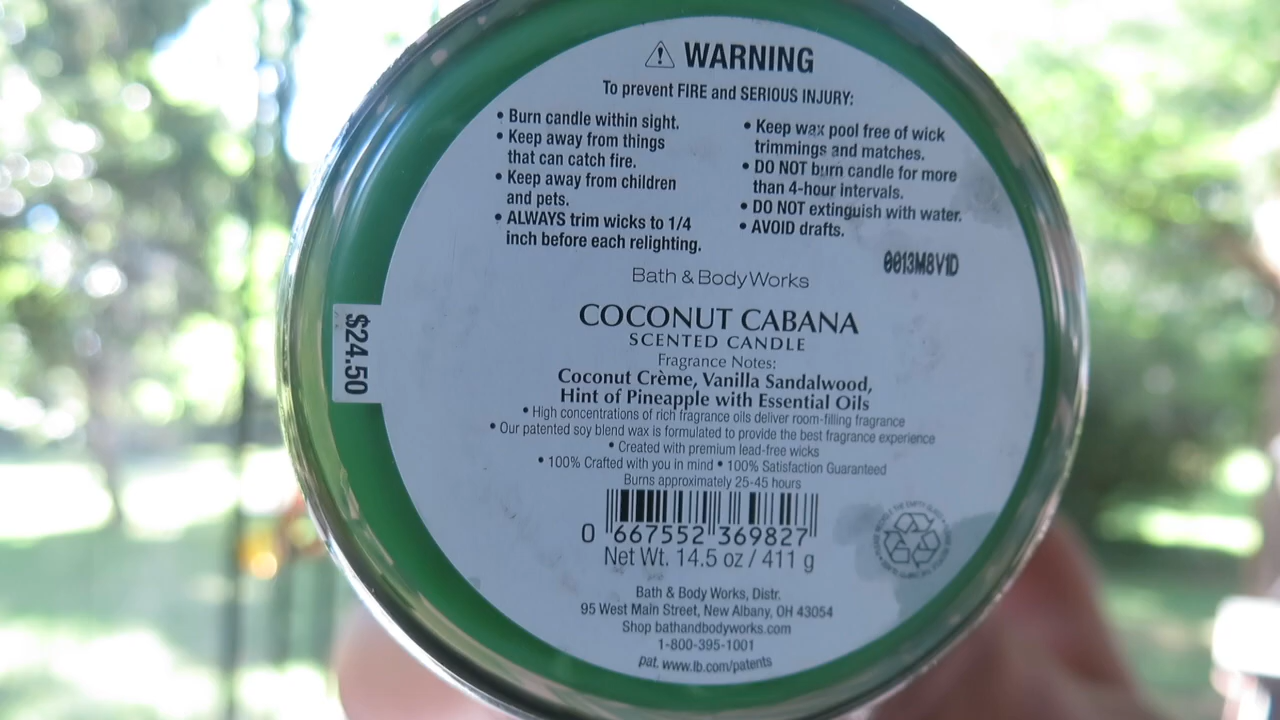 WARNING
To prevent FIRE and SERIOUS INJURY:
• Burn candle within sight.
• Keep away from things
that can catch fire.
• Keep away from children
and pets.
• ALWAYS trim wicks to 1/4
inch before each relighting.
• Keep wax pool free of wick
trimmings and matches.
• DO NOT burn candle for more
than 4-hour intervals.
• DO NOT extinguish with water.
• AVOID drafts.
0013M8V1D
Bath & Body Works
COCONUT CABANA
SCENTED CANDLE
$24.50
Fragrance Notes:
Coconut Crème, Vanilla Sandalwood,
Hint of Pineapple with Essential Oils
• High concentrations of rich fragrance oils deliver room-filling fragrance
• Our patented soy blend wax is formulated to provide the best fragrance experience
• Created with premium lead-free wicks
• 100% Crafted with you in mind • 100% Satisfaction Guaranteed
Burns approximately 25-45 hours
0 667552 369827
Net Wt. 14.5 oz / 411 g
Bath & Body Works, Distr.
95 West Main Street, New Albany, OH 43054
Shop bathandbodyworks.com
1-800-395-1001
pat. www.lb.com/patents